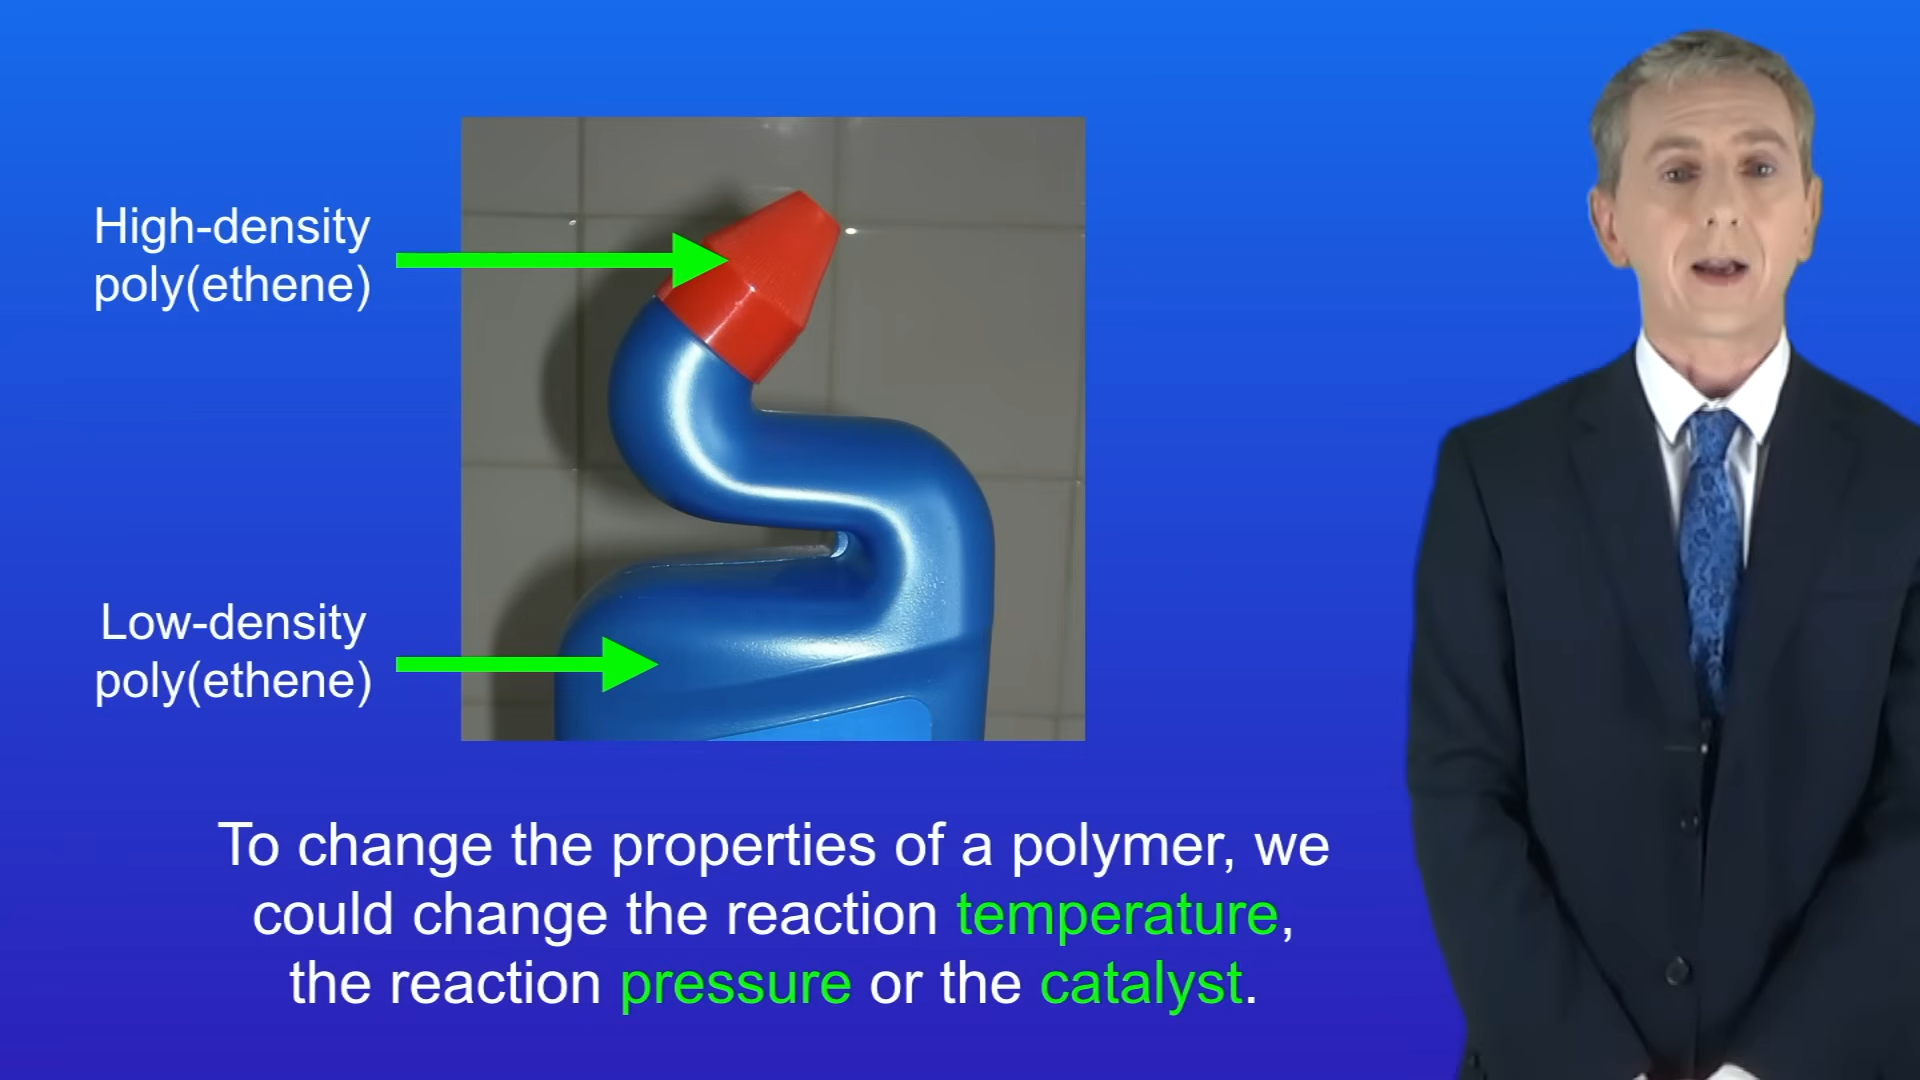 High-density
poly(ethene)
Low-density
poly(ethene)
To change the properties of a polymer, we
could change the reaction temperature,
the reaction pressure or the catalyst.